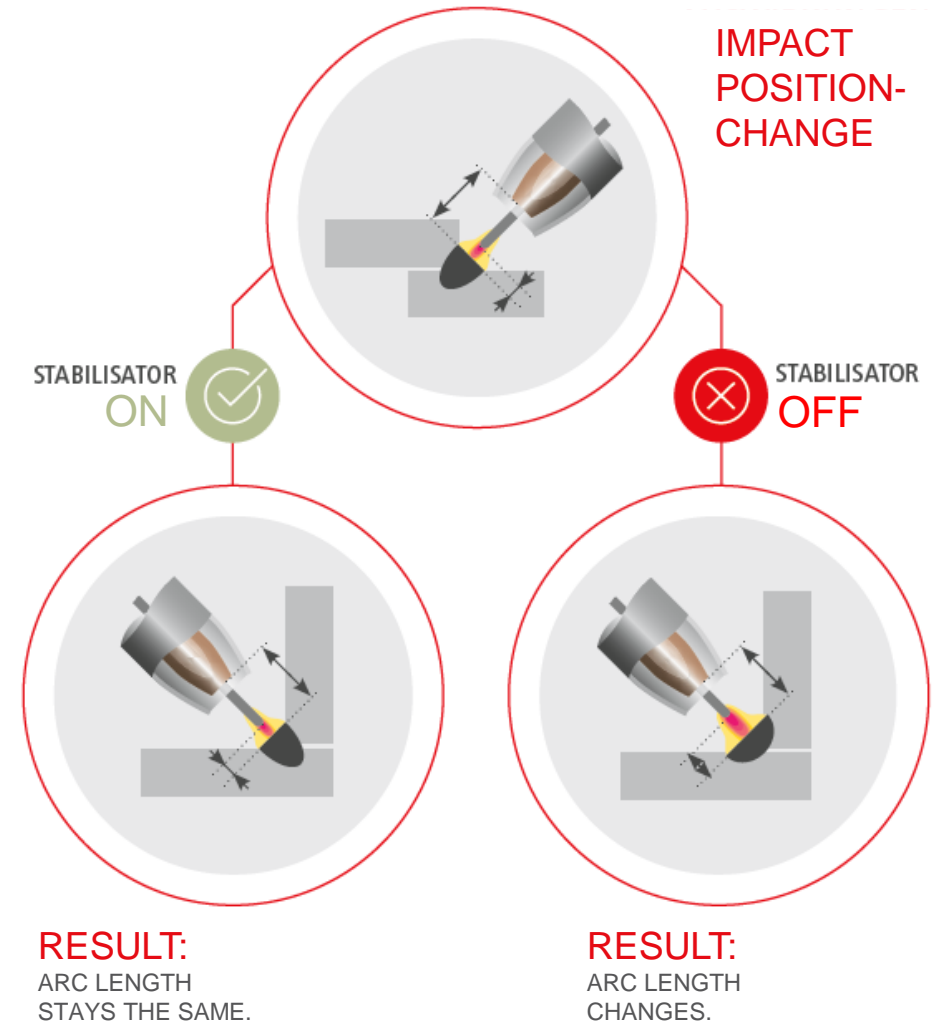 IMPACT
POSITION-
CHANGE
STABILISATOR
ON
STABILISATOR
OFF
RESULT:
ARC LENGTH
STAYS THE SAME.
RESULT:
ARC LENGTH
CHANGES.